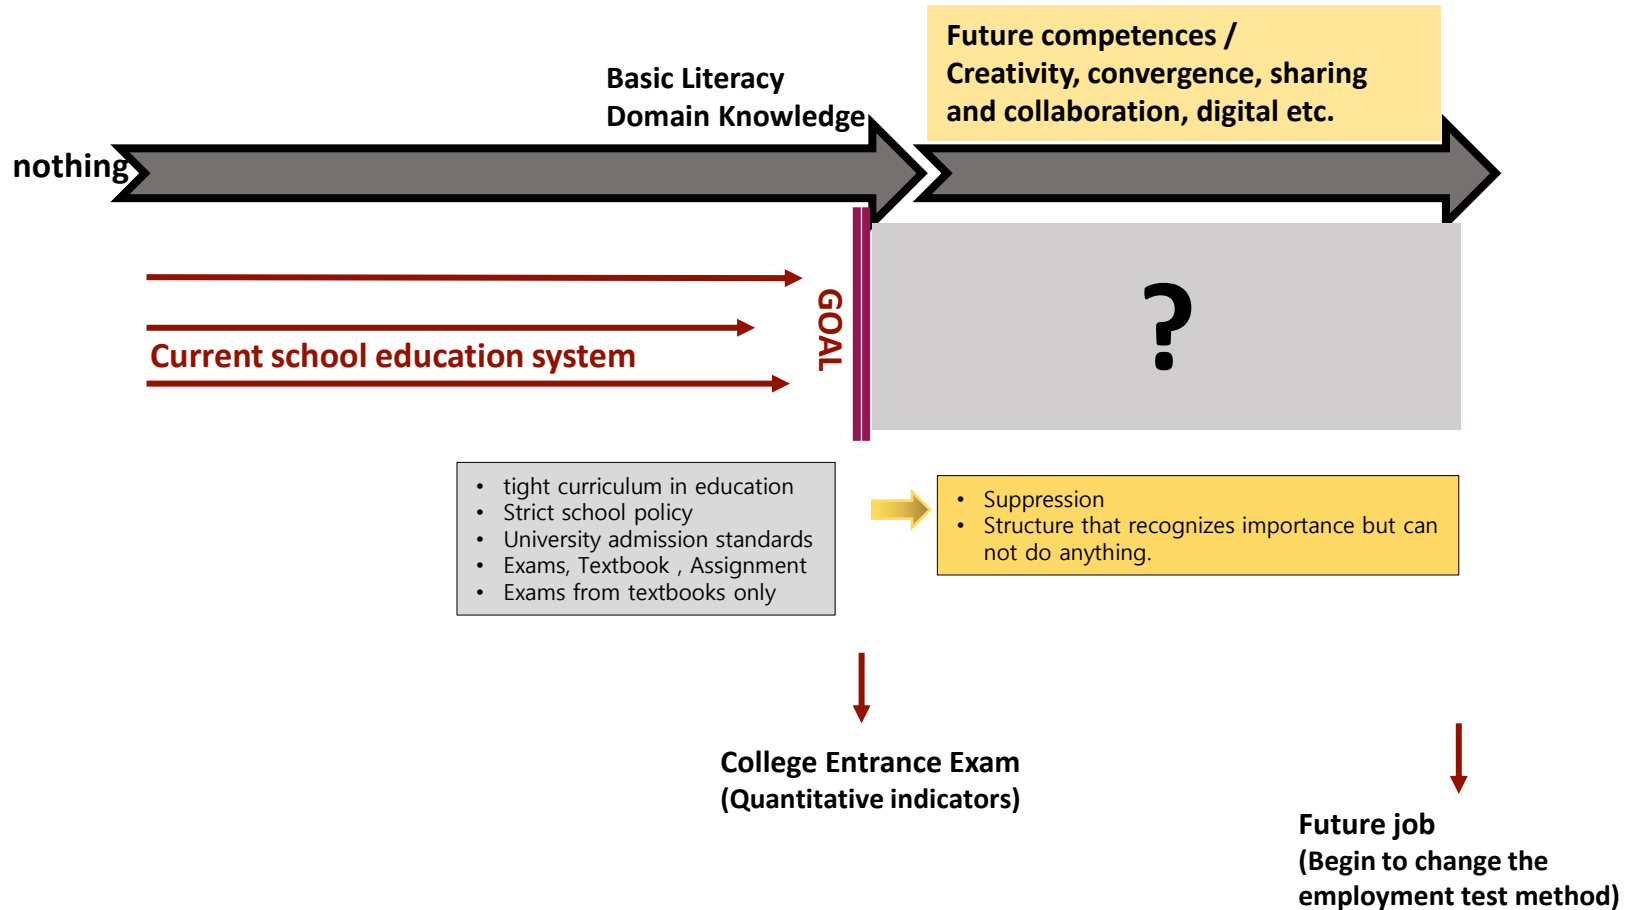 Future competences /
Creativity, convergence, sharing
and collaboration, digital etc.
Basic Literacy
Domain Knowledge
nothing
GOAL
?
Current school education system
• tight curriculum in education
• Strict school policy
• University admission standards
• Exams, Textbook , Assignment
• Exams from textbooks only
• Suppression
• Structure that recognizes importance but can
not do anything.
College Entrance Exam
(Quantitative indicators)
Future job
(Begin to change the
employment test method)